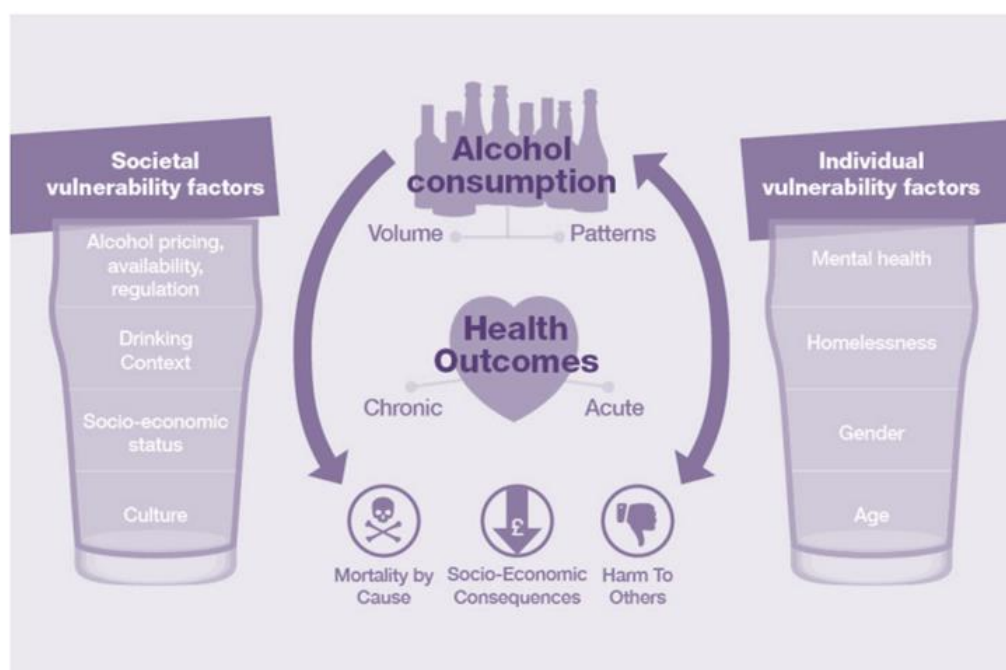 Societal
vulnerability factors
Alcohol pricing,
availability,
regulation
Drinking
Context
Socio-economic
status
Culture
Alcohol
consumption
Volume
Patterns
Health
Outcomes
Chronic
Acute
£
Mortality by
Cause
Socio-Economic
Consequences
Harm To
Others
Individual
vulnerability factors
Mental health
Homelessness
Gender
Age